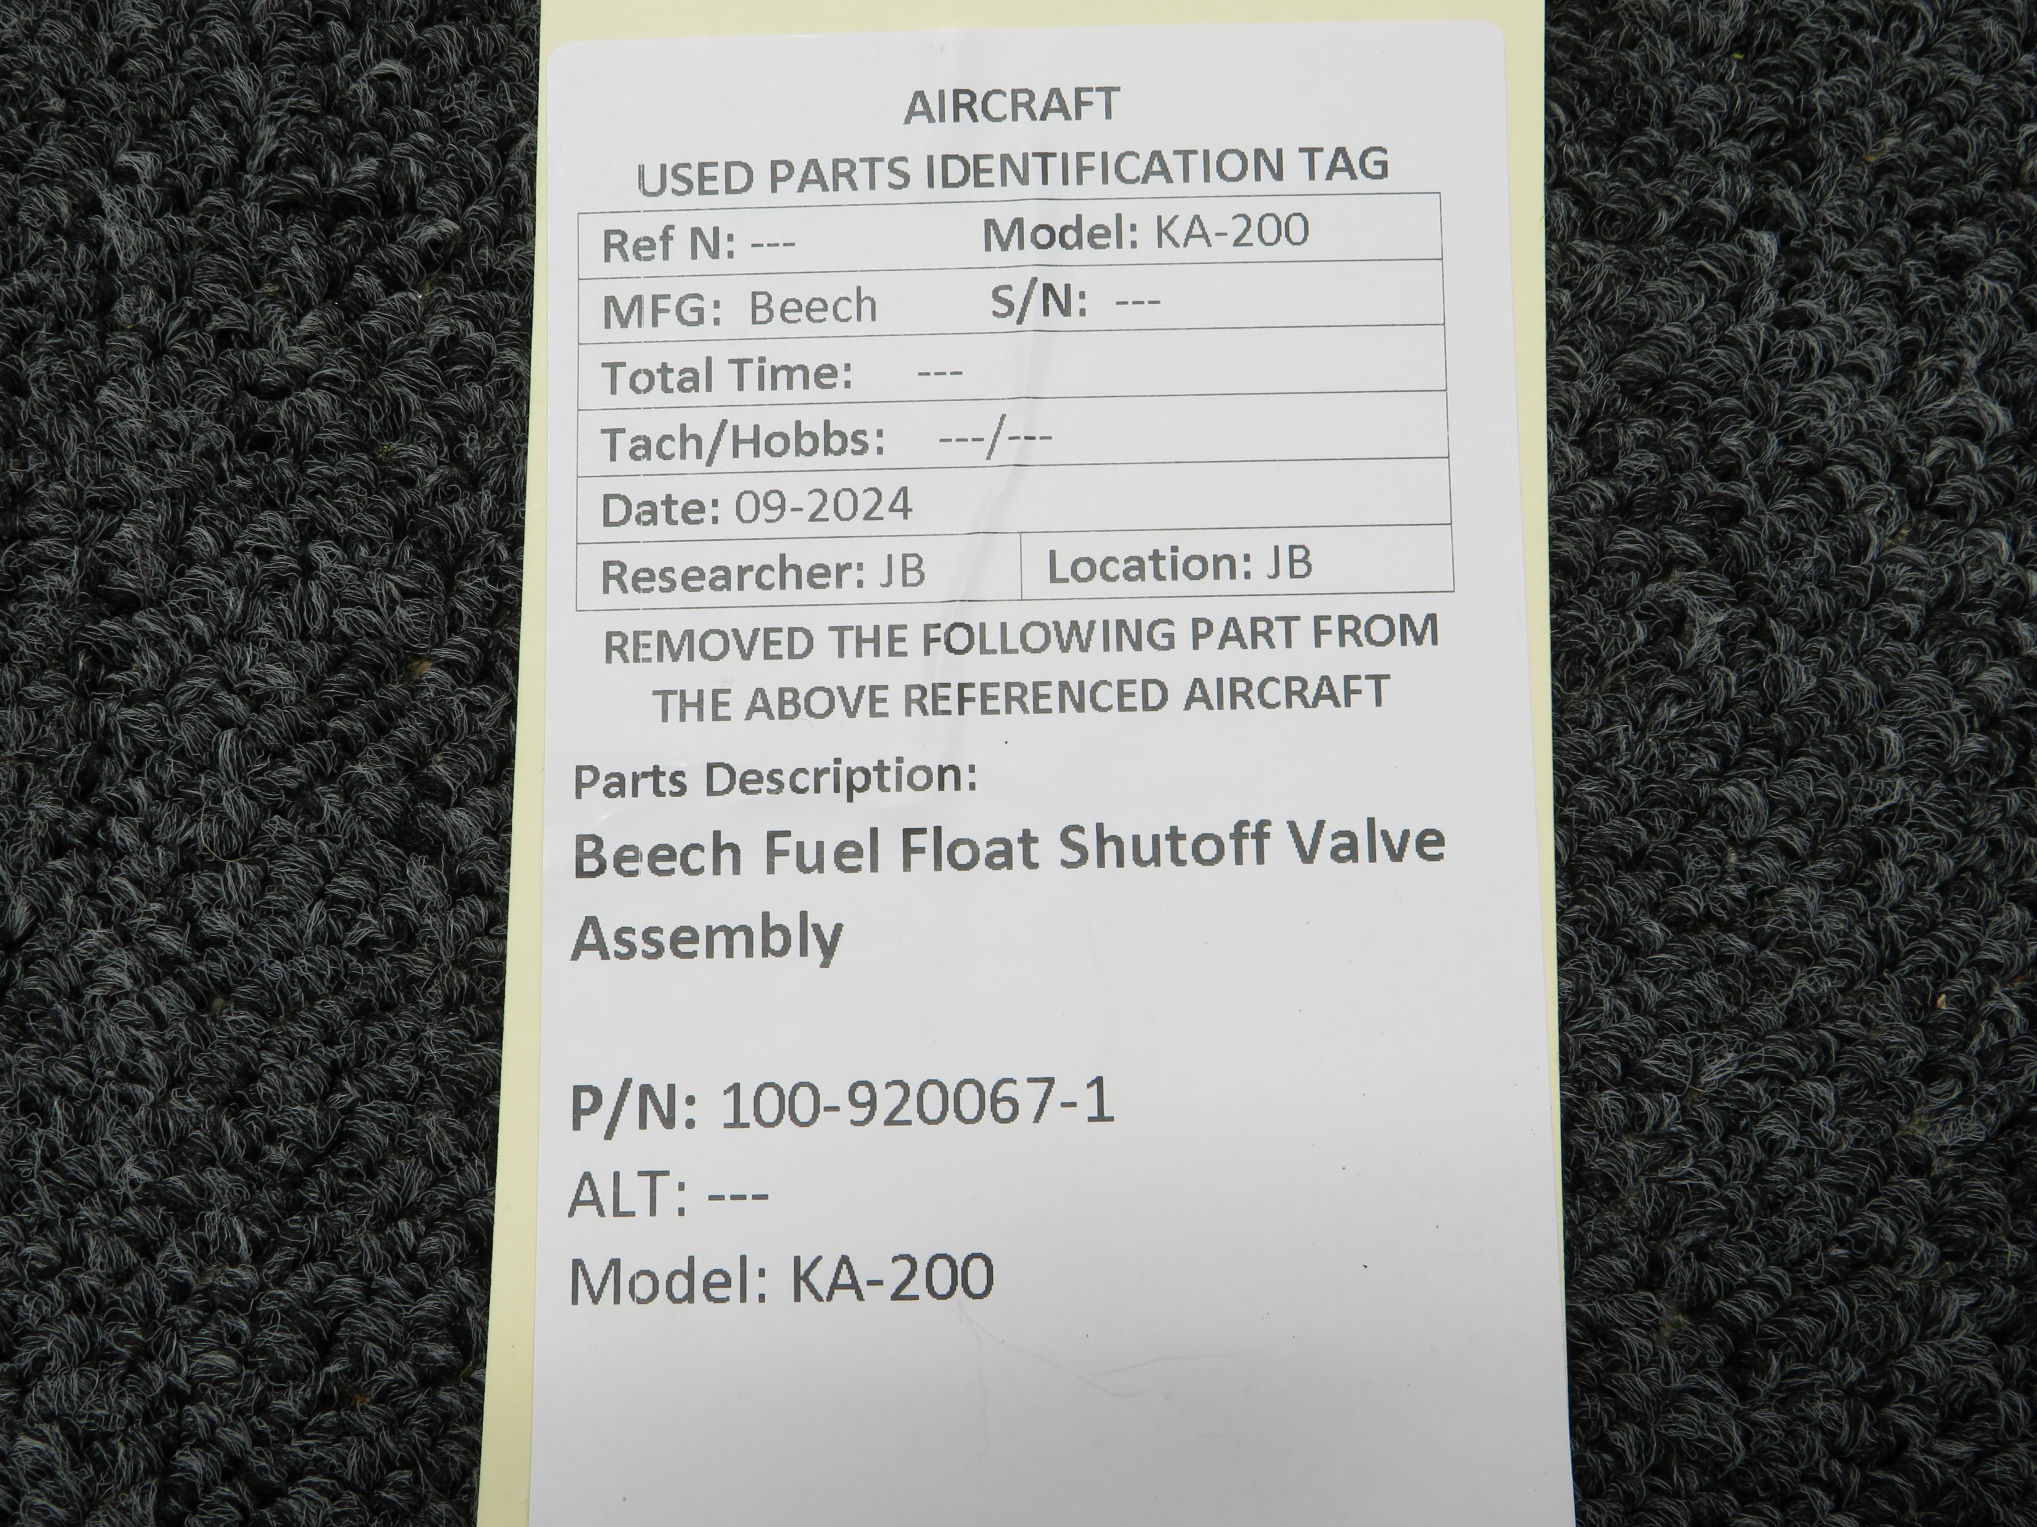 AIRCRAFT
USED PARTS IDENTIFICATION TAG
Ref N: --- Model: KA-200
MFG: Beech S/N: ---
Total Time: ---
Tach/Hobbs: ---/---
Date: 09-2024
Researcher: JB Location: JB
REMOVED THE FOLLOWING PART FROM
THE ABOVE REFERENCED AIRCRAFT
Parts Description:
Beech Fuel Float Shutoff Valve
Assembly
P/N: 100-920067-1
ALT: ---
Model: KA-200